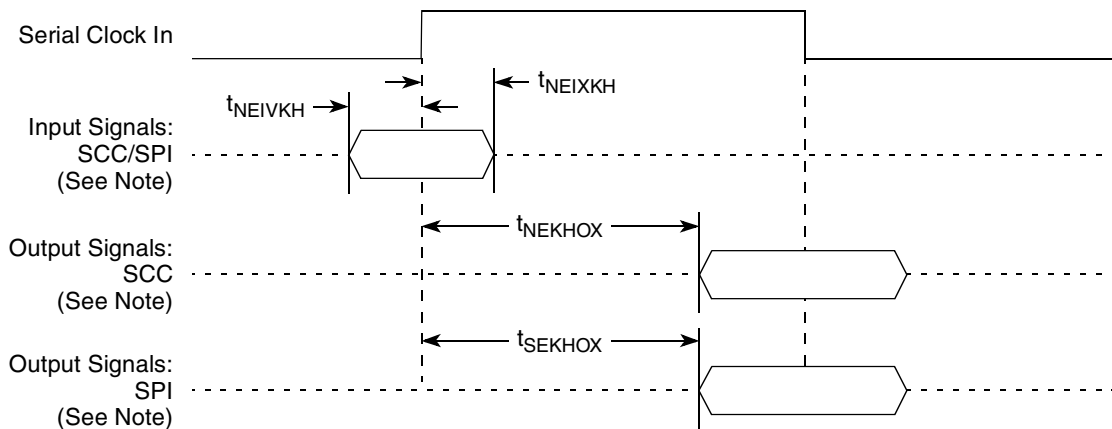 Serial Clock In
tNEIXKH
tNEIVKH
Input Signals:
SCC/SPI
(See Note)
tNEKHOX
Output Signals:
SCC
(See Note)
tSEKHOX
Output Signals:
SPI
(See Note)